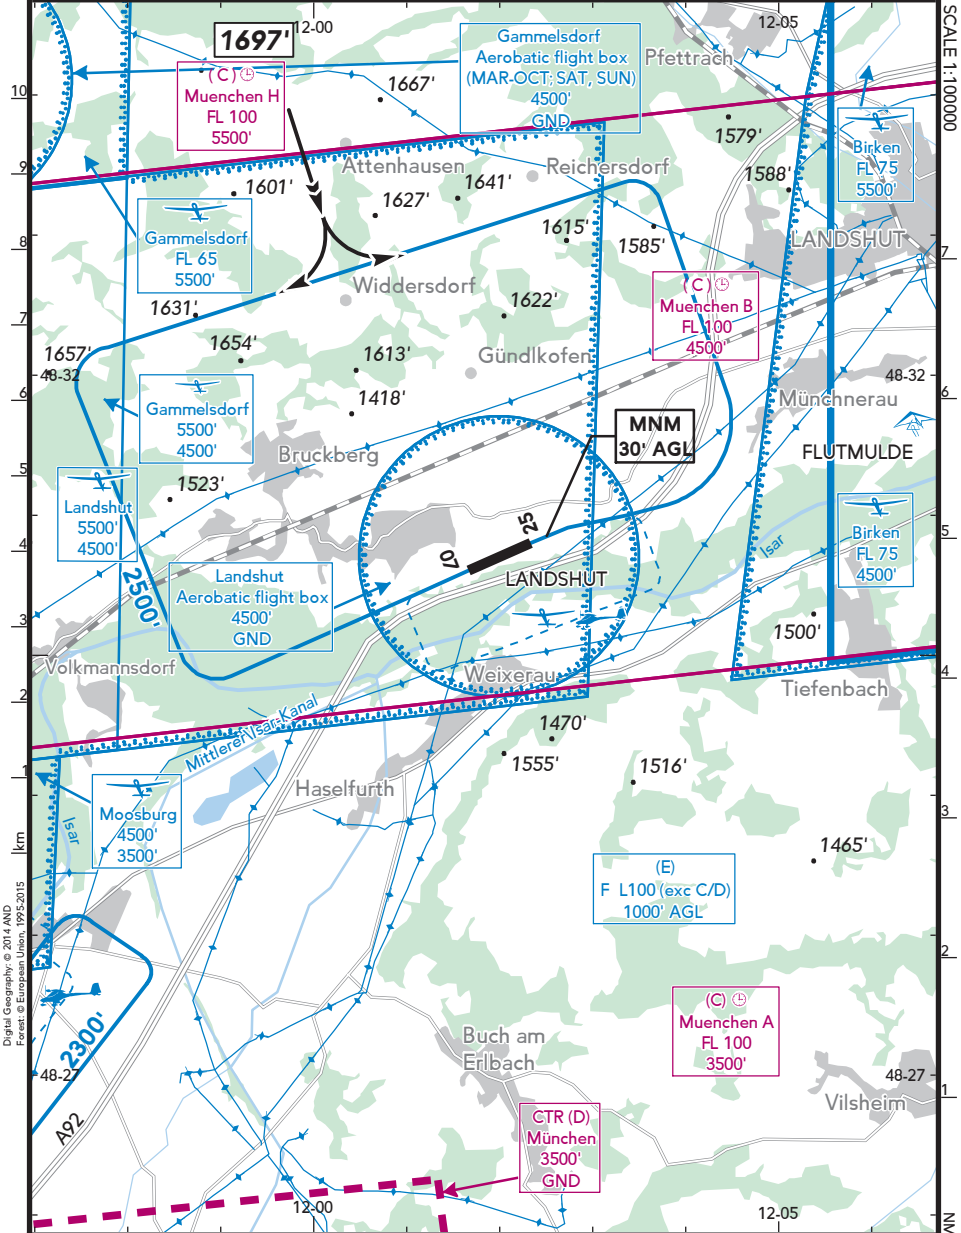 12-00
12-05
SCALE 1:100000
1697'
(C)
Muenchen H
FL 100
5500'
Gammelsdorf
Aerobatic flight box
(MAR-OCT; SAT, SUN)
4500'
GND
Pfettrach
1667'
1579'
10
Birken
FL 75
5500'
Attenhausen
Reichersdorf
9
1601'
1627'
1641'
1588'
Gammelsdorf
FL 65
5500'
1615'
1585'
LANDSHUT
8
7
Widdersdorf
(C)
Muenchen B
FL 100
4500'
1631'
1622'
7
1654'
1613'
Gündlkofen
1657'
48-32
48-32
6
6
1418'
Münchnerau
Gammelsdorf
5500'
4500'
MNM
30' AGL
FLUTMULDE
Bruckberg
5
1523'
Landshut
5500'
4500'
25
07
LANDSHUT
5
Birken
FL 75
4500'
Isar
4
2500'
Landshut
Aerobatic flight box
4500'
GND
3
1500'
Volkmannsdorf
Weixerau
4
Tiefenbach
2
Mittlerer-Isar-Kanal
1470'
1555'
1516'
1
Haselfurth
Moosburg
4500'
3500'
Isar
3
km
1465'
(E)
F L100 (exc C/D)
1000' AGL
Digital Geography: © 2014 AND
Forest: © European Union, 1995-2015
2
2300'
(C)
Muenchen A
FL 100
3500'
Buch am
Erlbach
48-27
48-27
1
Vilsheim
A92
CTR (D)
München
3500'
GND
12-00
12-05
NM